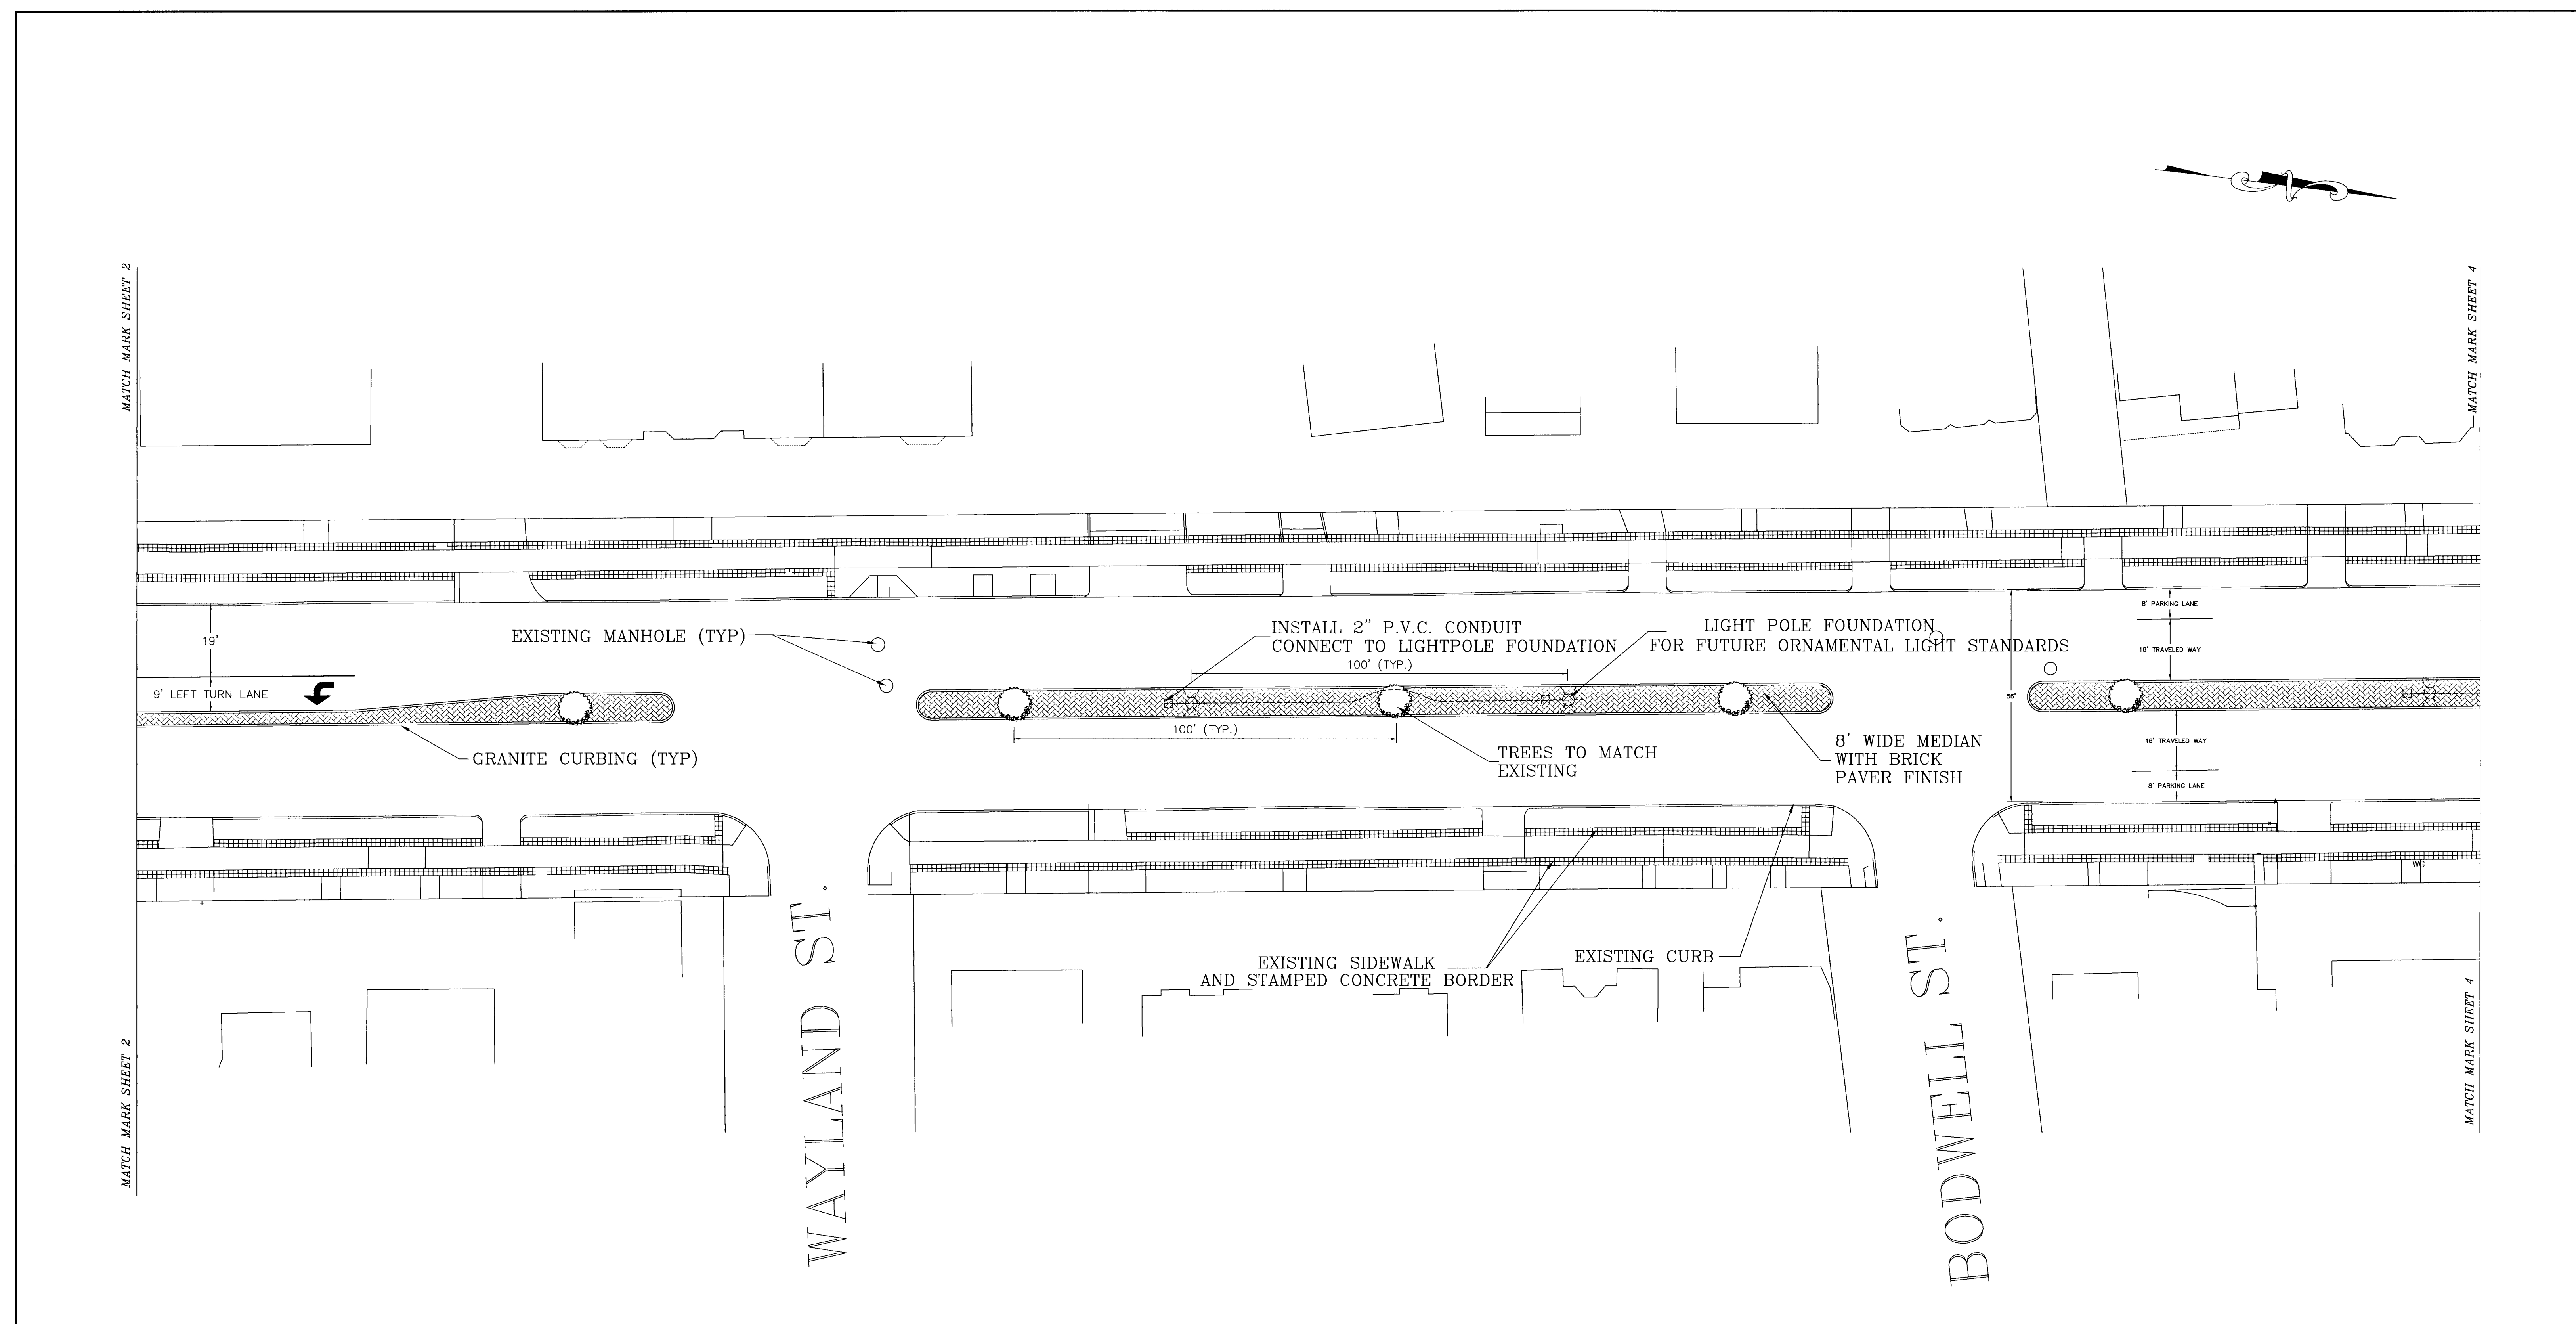 MATCH MARK SHEET 2
MATCH MARK SHEET 4
8' PARKING LANE
19'
EXISTING MANHOLE (TYP)
INSTALL 2" P.V.C. CONDUIT –
CONNECT TO LIGHTPOLE FOUNDATION
LIGHT POLE FOUNDATION
FOR FUTURE ORNAMENTAL LIGHT STANDARDS
16' TRAVELED WAY
100' (TYP.)
9' LEFT TURN LANE
56'
100' (TYP.)
GRANITE CURBING (TYP)
TREES TO MATCH
EXISTING
8' WIDE MEDIAN
WITH BRICK
PAVER FINISH
16' TRAVELED WAY
8' PARKING LANE
WG
EXISTING SIDEWALK
AND STAMPED CONCRETE BORDER
EXISTING CURB
WAYLAND ST.
BODWELL ST.
MATCH MARK SHEET 2
MATCH MARK SHEET 4